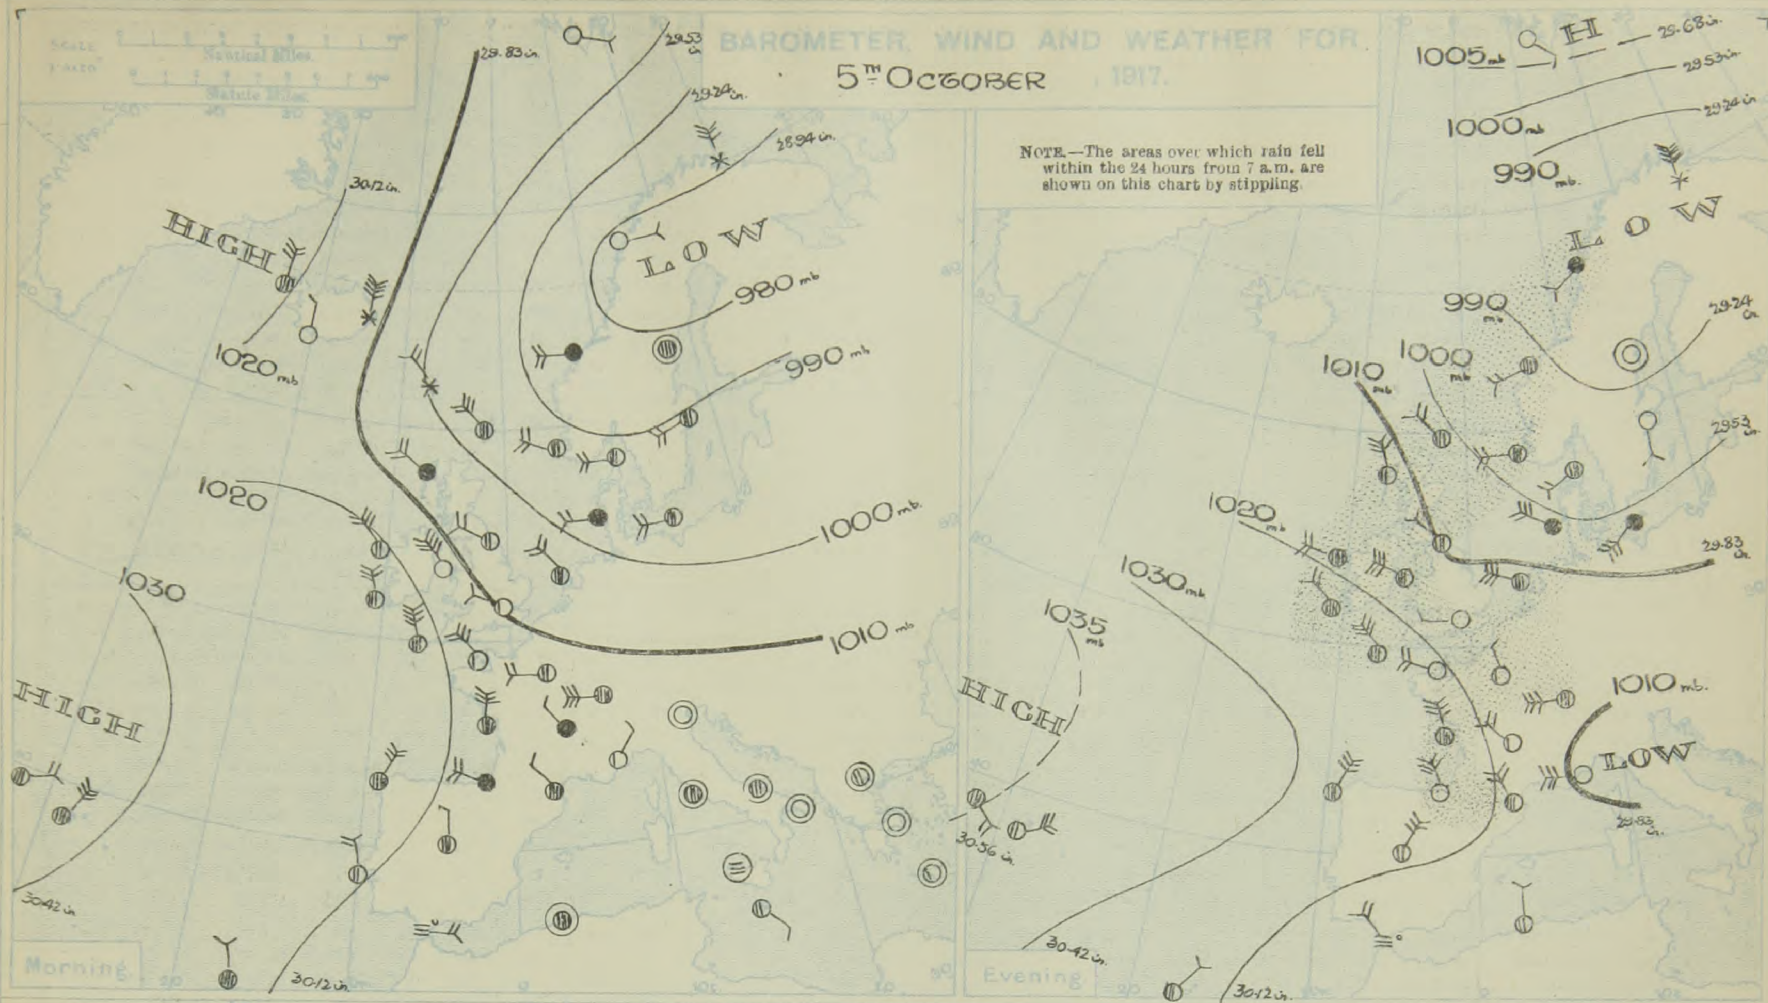 BAROMETER, WIND AND WEATHER FOR
5TH OCTOBER , 1917.
Nautical Miles
Statute Miles
NOTE.—The areas over which rain fell
within the 24 hours from 7 a.m. are
shown on this chart by stippling.
29.83 in.
29.53 in
29.24 in.
28.94 in.
30.12 in.
HIGH
LOW
980 mb
1020 mb
990 mb
1020
1000 mb.
1030
1010 mb
HIGH
30.42 in
Morning
30.12 in.
1005 mb
H
29.68 in.
29.53 in.
1000 mb
29.24 in
990 mb.
LOW
990 mb
29.24 in
1010 mb
1000 mb
29.53 in.
1020 mb
29.83 in.
1030 mb
1035 mb
HIGH
1010 mb.
LOW
29.83 in.
30.56 in.
30.42 in.
Evening
30.12 in.